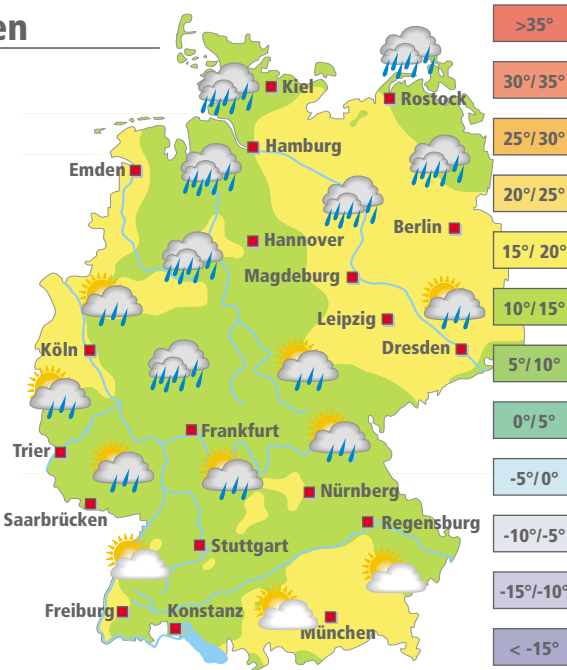 en
>35°
30°/35°
25°/30°
20°/25°
15°/ 20°
10°/15°
5°/10°
0°/5°
-5°/0°
-10°/-5°
-15°/-10°
< -15°
Kiel
Rostock
Hamburg
Emden
Berlin
Hannover
Magdeburg
Leipzig
Köln
Dresden
Frankfurt
Trier
Nürnberg
Saarbrücken
Regensburg
Stuttgart
Freiburg
Konstanz
München